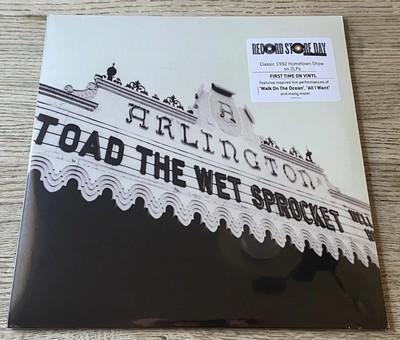 RECORD STORE DAY
Classic 1992 Hometown Show
on 2LPs
FIRST TIME ON VINYL
Features inspired live performances of
'Walk On The Ocean', 'All I Want'
and many more!
A
ARLINGTON
TOAD THE WET SPROCKET